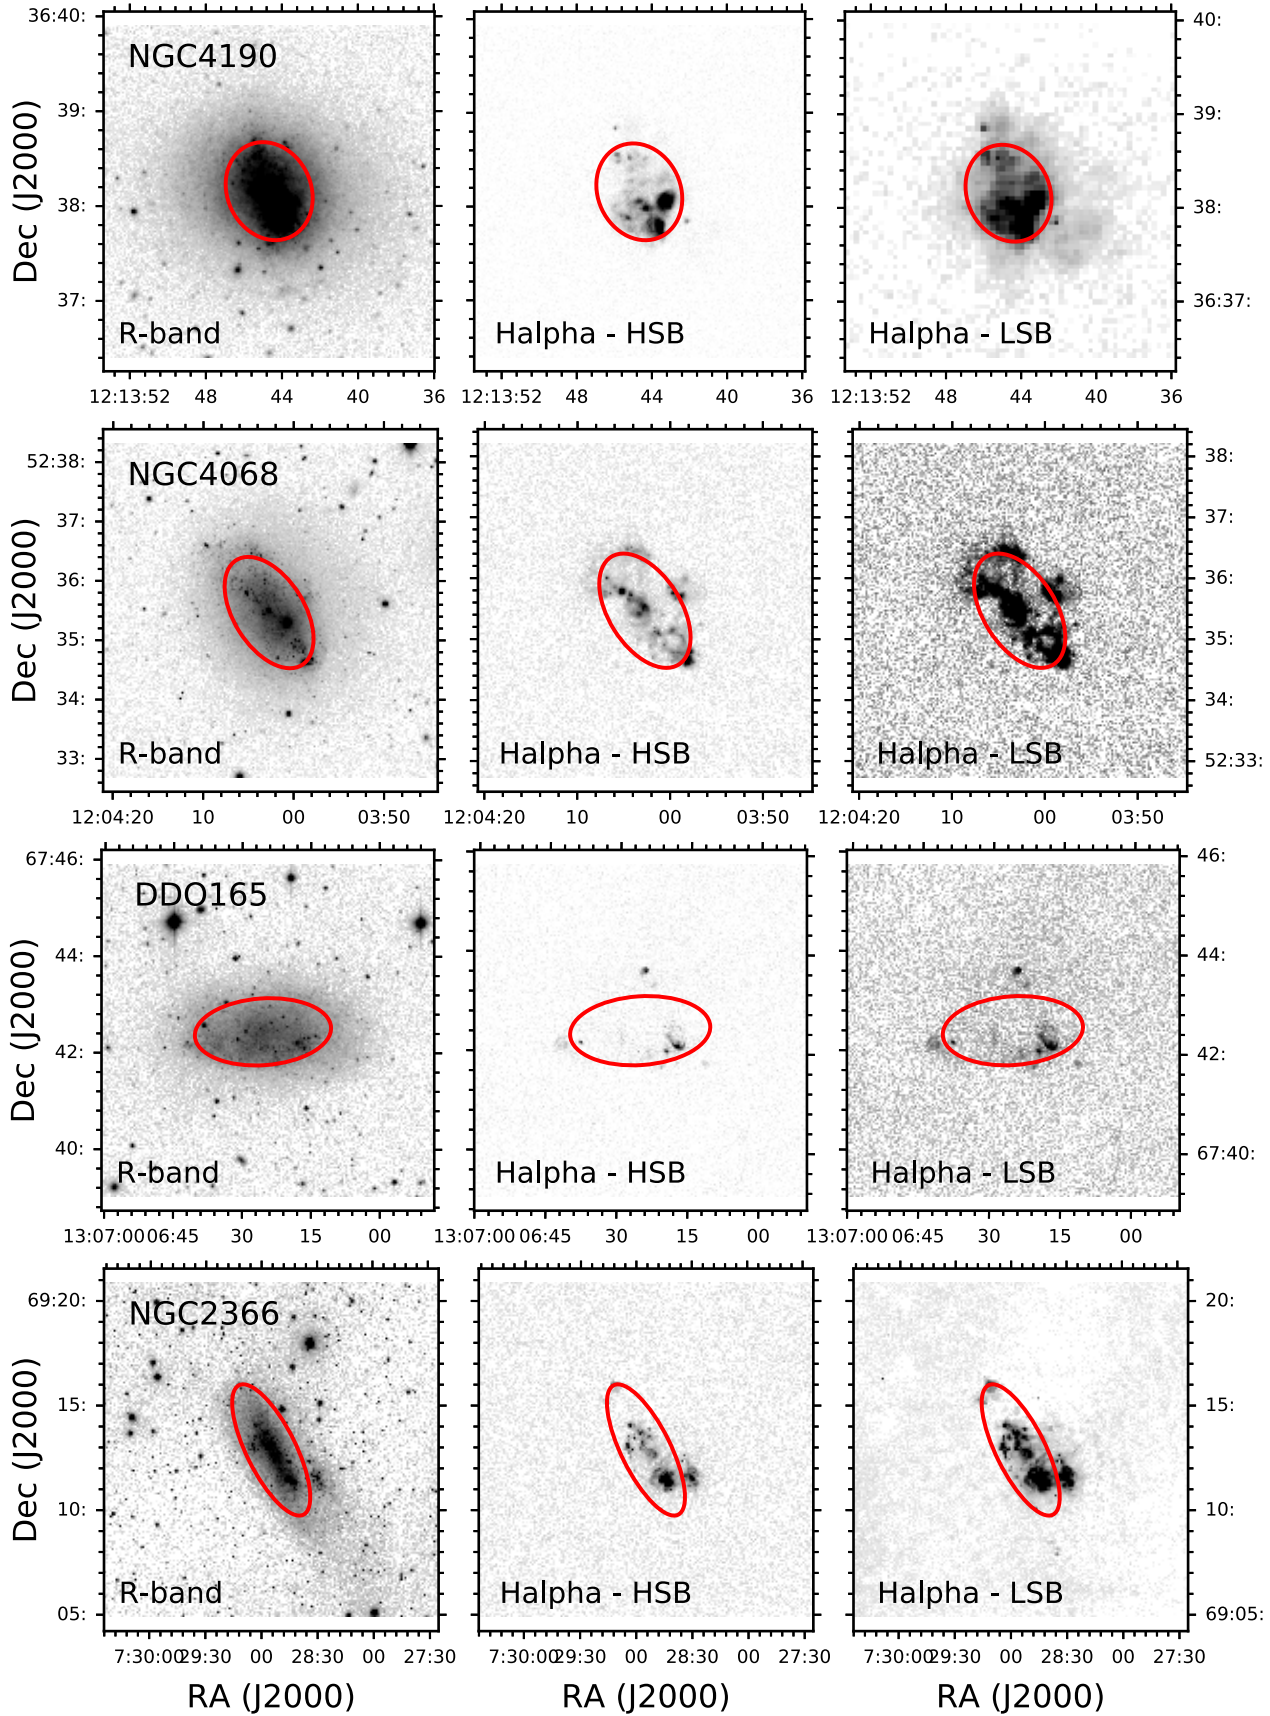 36:40:
39:
38:
37:
Dec (J2000)
NGC4190
R-band
Halpha - HSB
Halpha - LSB
40:
39:
38:
36:37:
12:13:52 48 44 40 36
12:13:52 48 44 40 36
12:13:52 48 44 40 36
52:38:
37:
36:
35:
34:
33:
Dec (J2000)
NGC4068
R-band
Halpha - HSB
Halpha - LSB
38:
37:
36:
35:
34:
52:33:
12:04:20 10 00 03:50
12:04:20 10 00 03:50
12:04:20 10 00 03:50
67:46:
44:
42:
40:
Dec (J2000)
DDO165
R-band
Halpha - HSB
Halpha - LSB
46:
44:
42:
67:40:
13:07:00 06:45 30 15 00
13:07:00 06:45 30 15 00
13:07:00 06:45 30 15 00
69:20:
15:
10:
05:
Dec (J2000)
NGC2366
R-band
Halpha - HSB
Halpha - LSB
20:
15:
10:
69:05:
7:30:00 29:30 00 28:30 00 27:30
7:30:00 29:30 00 28:30 00 27:30
7:30:00 29:30 00 28:30 00 27:30
RA (J2000)
RA (J2000)
RA (J2000)